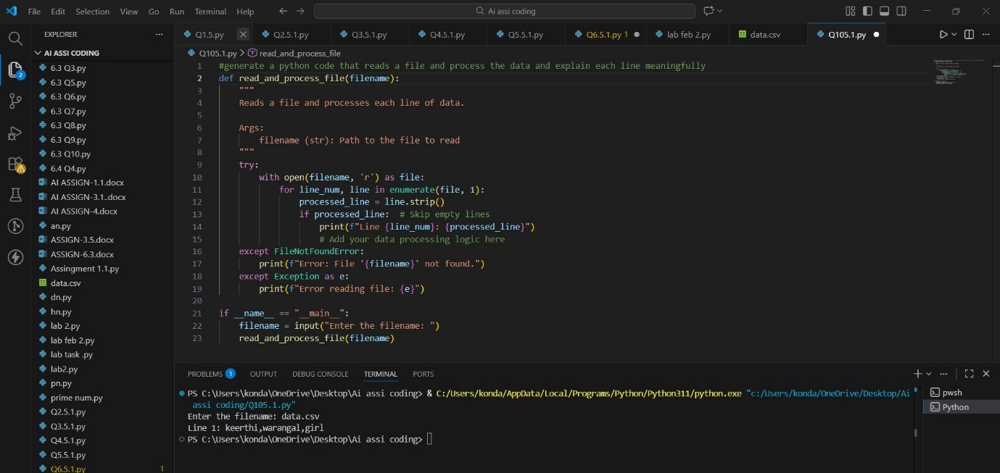 File Edit Selection View Go Run Terminal Help
Ai assi coding
EXPLORER
AI ASSI CODING
6.3 Q3.py
6.3 Q5.py
6.3 Q6.py
6.3 Q7.py
6.3 Q8.py
6.3 Q9.py
6.3 Q10.py
6.4 Q4.py
AI ASSIGN-1.1.docx
AI ASSIGN-3.1..docx
AI ASSIGN-4.docx
an.py
ASSIGN-3.5.docx
ASSIGN-6.3.docx
Assingment 1.1.py
data.csv
dn.py
hn.py
lab 2.py
lab feb 2.py
lab task .py
lab2.py
pn.py
prime num.py
Q2.5.1.py
Q3.5.1.py
Q4.5.1.py
Q5.5.1.py
Q6.5.1.py 1
2
Q1.5.py Q2.5.1.py Q3.5.1.py Q4.5.1.py Q5.5.1.py Q6.5.1.py 1 lab feb 2.py data.csv Q105.1.py
Q105.1.py > read_and_process_file
1 #generate a python code that reads a file and process the data and explain each line meaningfully
2 def read_and_process_file(filename):
3 """
4 Reads a file and processes each line of data.
5
6 Args:
7 filename (str): Path to the file to read
8 """
9 try:
10 with open(filename, 'r') as file:
11 for line_num, line in enumerate(file, 1):
12 processed_line = line.strip()
13 if processed_line: # Skip empty lines
14 print(f"Line {line_num}: {processed_line}")
15 # Add your data processing logic here
16 except FileNotFoundError:
17 print(f"Error: File '{filename}' not found.")
18 except Exception as e:
19 print(f"Error reading file: {e}")
20
21 if __name__ == "__main__":
22 filename = input("Enter the filename: ")
23 read_and_process_file(filename)
PROBLEMS 1 OUTPUT DEBUG CONSOLE TERMINAL PORTS
PS C:\Users\konda\OneDrive\Desktop\Ai assi coding> & C:/Users/konda/AppData/Local/Programs/Python/Python311/python.exe "c:/Users/konda/OneDrive/Desktop/Ai
assi coding/Q105.1.py"
Enter the filename: data.csv
Line 1: keerthi,warangal,girl
PS C:\Users\konda\OneDrive\Desktop\Ai assi coding>
pwsh
Python